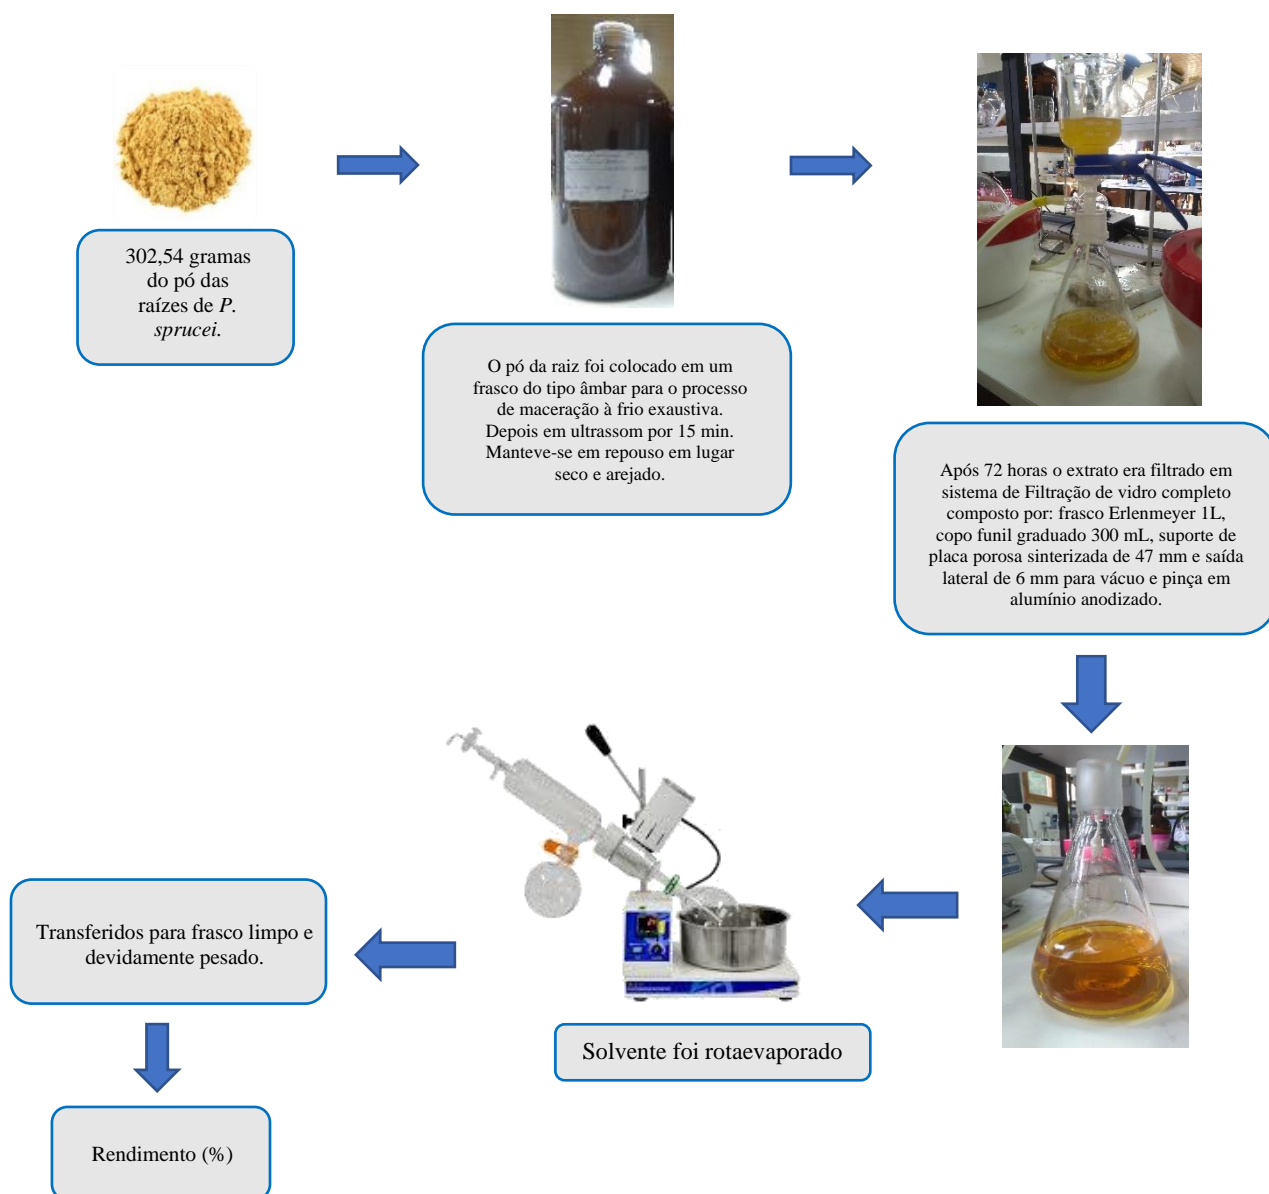 302,54 gramas
do pó das
raízes de P.
sprucei.
O pó da raiz foi colocado em um
frasco do tipo âmbar para o processo
de maceração à frio exaustiva.
Depois em ultrassom por 15 min.
Manteve-se em repouso em lugar
seco e arejado.
Após 72 horas o extrato era filtrado em
sistema de Filtração de vidro completo
composto por: frasco Erlenmeyer 1L,
copo funil graduado 300 mL, suporte de
placa porosa sinterizada de 47 mm e saída
lateral de 6 mm para vácuo e pinça em
alumínio anodizado.
Solvente foi rotaevaporado
Transferidos para frasco limpo e
devidamente pesado.
Rendimento (%)